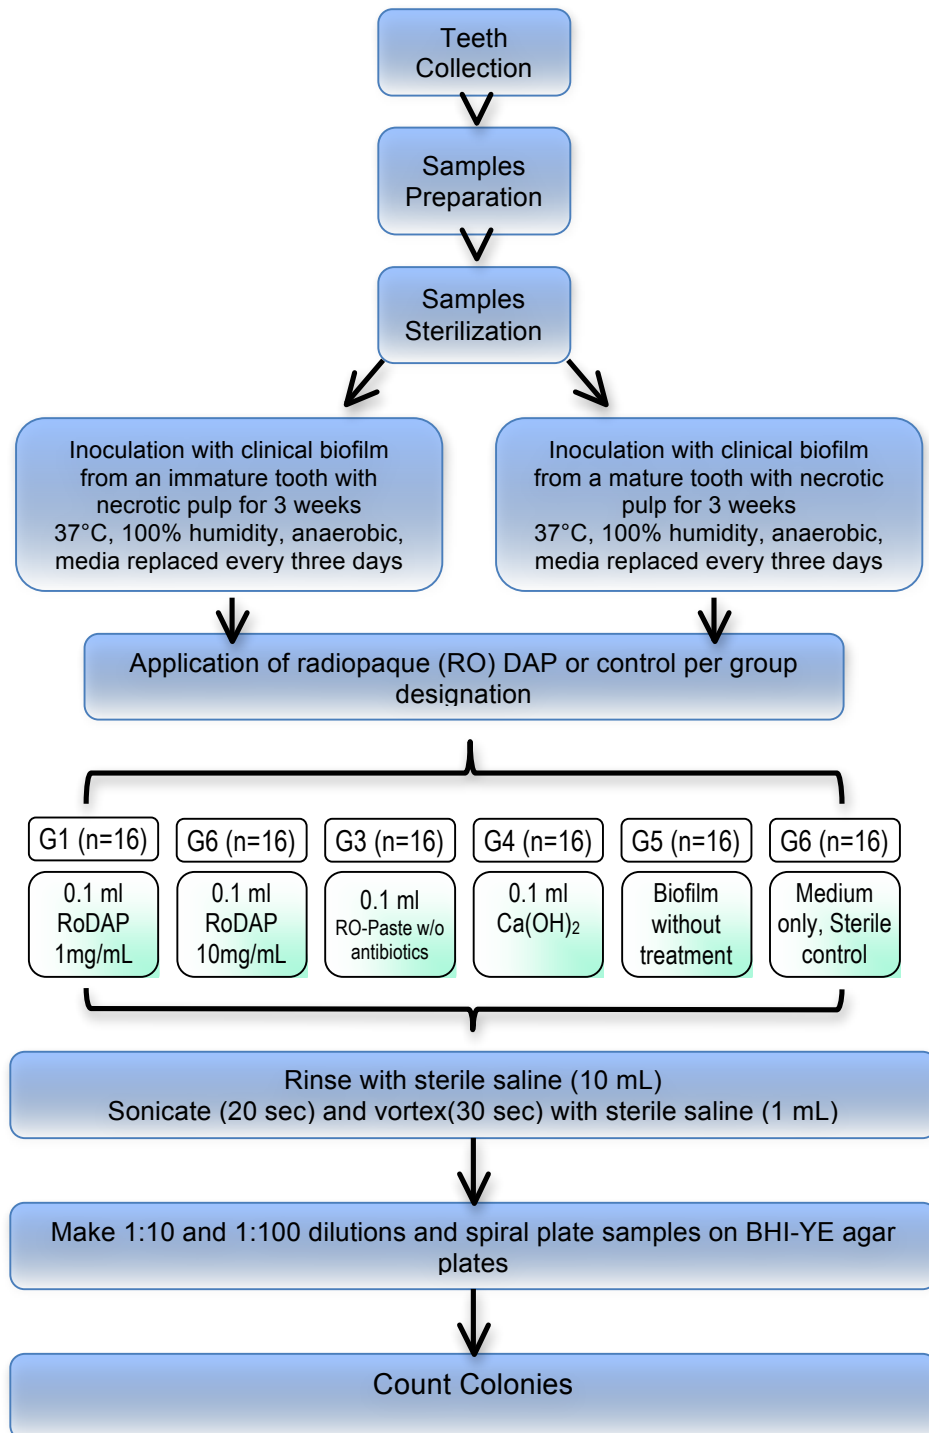 Teeth
Collection
Samples
Preparation
Samples
Sterilization
Inoculation with clinical biofilm
from an immature tooth with
necrotic pulp for 3 weeks
37°C, 100% humidity, anaerobic,
media replaced every three days
Inoculation with clinical biofilm
from a mature tooth with necrotic
pulp for 3 weeks
37°C, 100% humidity, anaerobic,
media replaced every three days
Application of radiopaque (RO) DAP or control per group
designation
G1 (n=16)
G6 (n=16)
G3 (n=16)
G4 (n=16)
G5 (n=16)
G6 (n=16)
0.1 ml
RoDAP
1mg/mL
0.1 ml
RoDAP
10mg/mL
0.1 ml
RO-Paste w/o
antibiotics
0.1 ml
Ca(OH)₂
Biofilm
without
treatment
Medium
only, Sterile
control
Rinse with sterile saline (10 mL)
Sonicate (20 sec) and vortex(30 sec) with sterile saline (1 mL)
Make 1:10 and 1:100 dilutions and spiral plate samples on BHI-YE agar
plates
Count Colonies